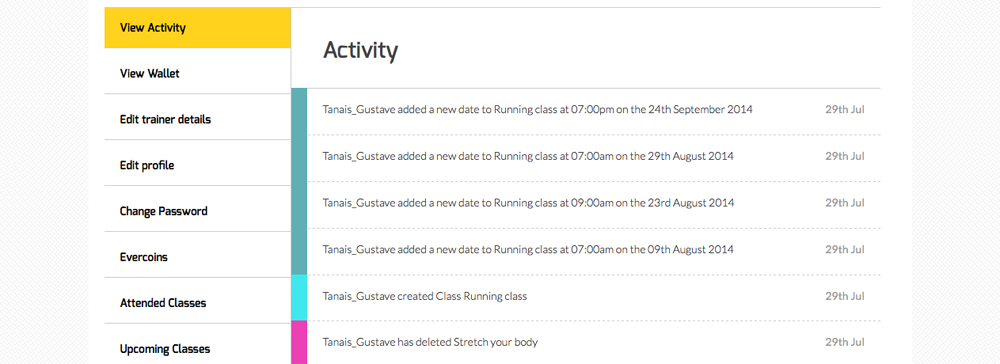 View Activity
View Wallet
Edit trainer details
Edit profile
Change Password
Evercoins
Attended Classes
Upcoming Classes
Activity
Tanais_Gustave added a new date to Running class at 07:00pm on the 24th September 2014 29th Jul
Tanais_Gustave added a new date to Running class at 07:00am on the 29th August 2014 29th Jul
Tanais_Gustave added a new date to Running class at 09:00am on the 23rd August 2014 29th Jul
Tanais_Gustave added a new date to Running class at 07:00am on the 09th August 2014 29th Jul
Tanais_Gustave created Class Running class 29th Jul
Tanais_Gustave has deleted Stretch your body 29th Jul